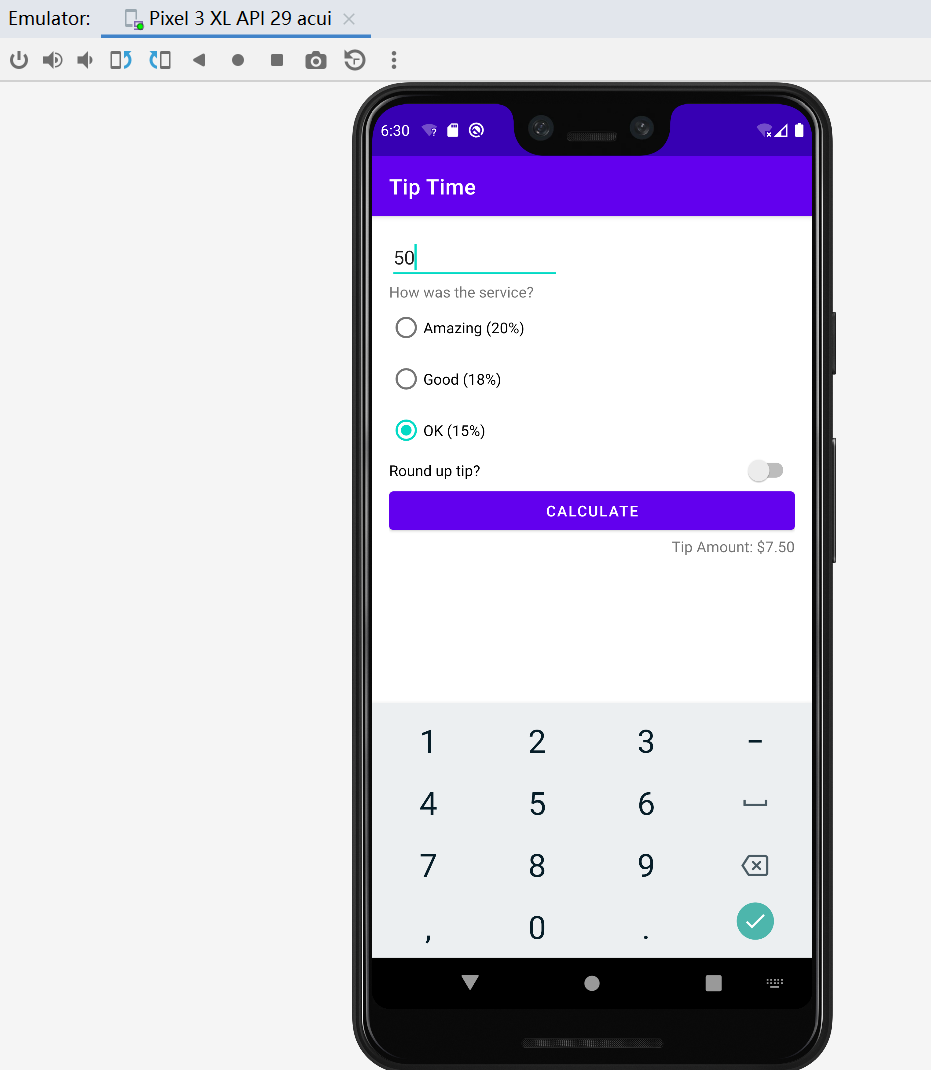 Emulator: Pixel 3 XL API 29 acui
6:30
Tip Time
50
How was the service?
Amazing (20%)
Good (18%)
OK (15%)
Round up tip?
CALCULATE
Tip Amount: $7.50
1 2 3 -
4 5 6
7 8 9
, 0 .